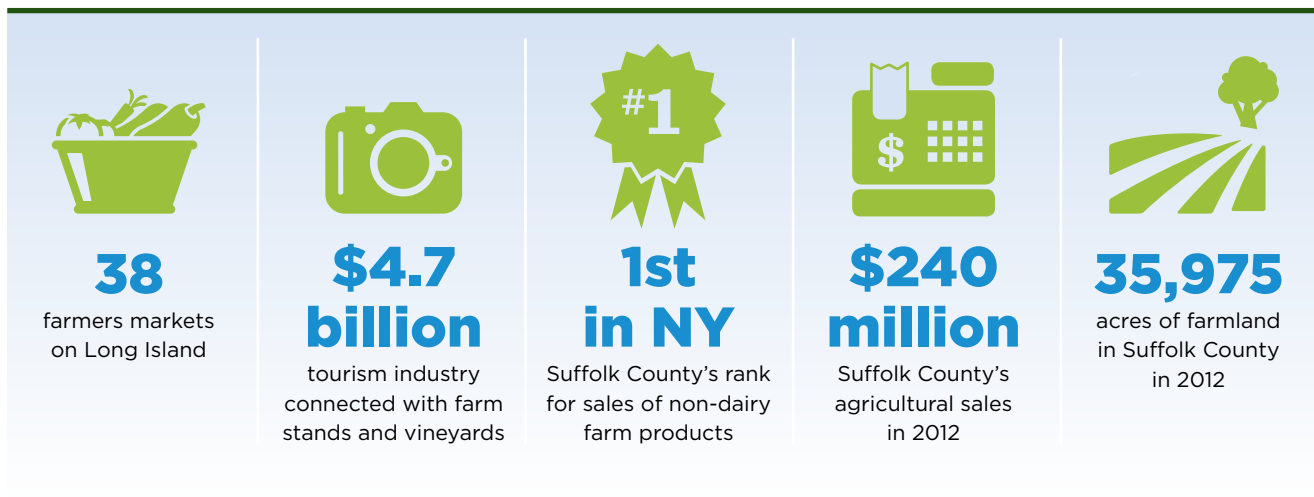 38
farmers markets
on Long Island
$4.7
billion
tourism industry
connected with farm
stands and vineyards
#1
1st
in NY
Suffolk County’s rank
for sales of non-dairy
farm products
$
$240
million
Suffolk County’s
agricultural sales
in 2012
35,975
acres of farmland
in Suffolk County
in 2012